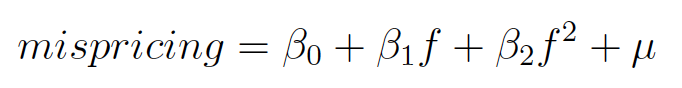 mispricing = β₀ + β₁f + β₂f² + μ